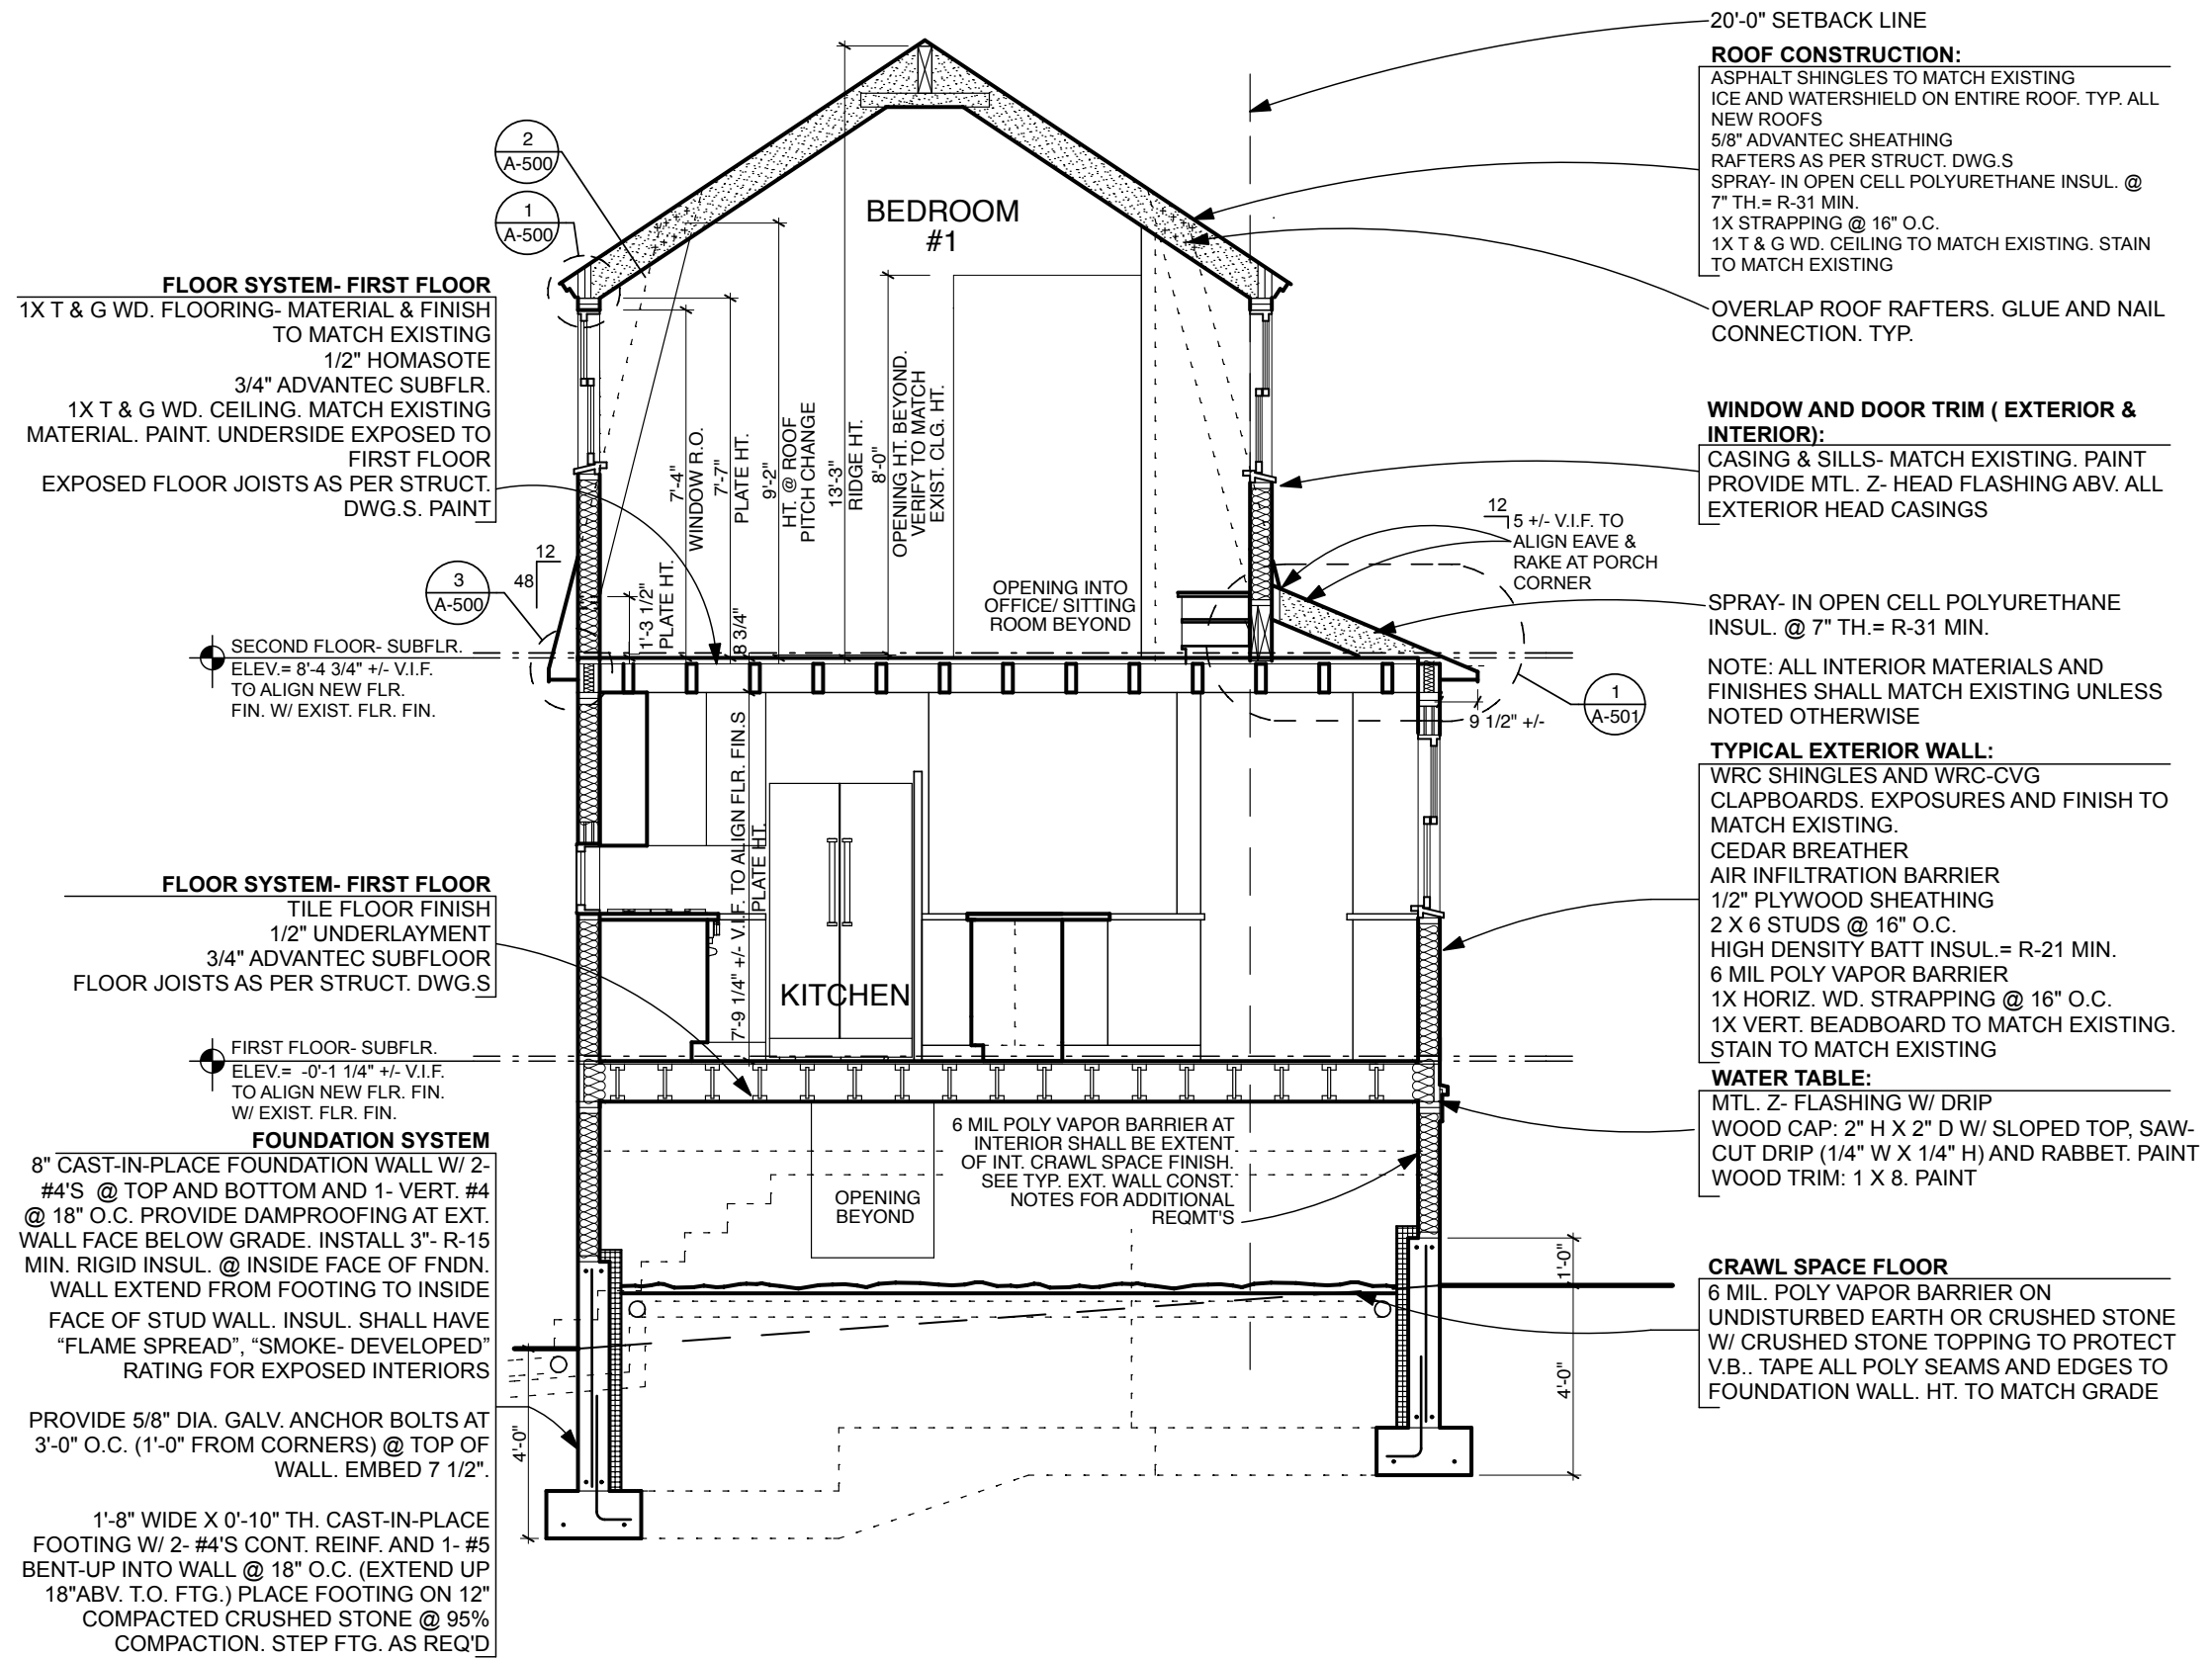 20'-0" SETBACK LINE
ROOF CONSTRUCTION:
ASPHALT SHINGLES TO MATCH EXISTING
ICE AND WATERSHIELD ON ENTIRE ROOF. TYP. ALL
NEW ROOFS
5/8" ADVANTEC SHEATHING
RAFTERS AS PER STRUCT. DWG.S
SPRAY- IN OPEN CELL POLYURETHANE INSUL. @
7" TH.= R-31 MIN.
1X STRAPPING @ 16" O.C.
1X T & G WD. CEILING TO MATCH EXISTING. STAIN
TO MATCH EXISTING
OVERLAP ROOF RAFTERS. GLUE AND NAIL
CONNECTION. TYP.
WINDOW AND DOOR TRIM ( EXTERIOR &
INTERIOR):
CASING & SILLS- MATCH EXISTING. PAINT
PROVIDE MTL. Z- HEAD FLASHING ABV. ALL
EXTERIOR HEAD CASINGS
12
5 +/- V.I.F. TO
ALIGN EAVE &
RAKE AT PORCH
CORNER
SPRAY- IN OPEN CELL POLYURETHANE
INSUL. @ 7" TH.= R-31 MIN.
NOTE: ALL INTERIOR MATERIALS AND
FINISHES SHALL MATCH EXISTING UNLESS
NOTED OTHERWISE
1
A-501
9 1/2" +/-
TYPICAL EXTERIOR WALL:
WRC SHINGLES AND WRC-CVG
CLAPBOARDS. EXPOSURES AND FINISH TO
MATCH EXISTING.
CEDAR BREATHER
AIR INFILTRATION BARRIER
1/2" PLYWOOD SHEATHING
2 X 6 STUDS @ 16" O.C.
HIGH DENSITY BATT INSUL.= R-21 MIN.
6 MIL POLY VAPOR BARRIER
1X HORIZ. WD. STRAPPING @ 16" O.C.
1X VERT. BEADBOARD TO MATCH EXISTING.
STAIN TO MATCH EXISTING
WATER TABLE:
MTL. Z- FLASHING W/ DRIP
WOOD CAP: 2" H X 2" D W/ SLOPED TOP, SAW-
CUT DRIP (1/4" W X 1/4" H) AND RABBET. PAINT
WOOD TRIM: 1 X 8. PAINT
CRAWL SPACE FLOOR
6 MIL. POLY VAPOR BARRIER ON
UNDISTURBED EARTH OR CRUSHED STONE
W/ CRUSHED STONE TOPPING TO PROTECT
V.B.. TAPE ALL POLY SEAMS AND EDGES TO
FOUNDATION WALL. HT. TO MATCH GRADE
2
A-500
1
A-500
FLOOR SYSTEM- FIRST FLOOR
1X T & G WD. FLOORING- MATERIAL & FINISH
TO MATCH EXISTING
1/2" HOMASOTE
3/4" ADVANTEC SUBFLR.
1X T & G WD. CEILING. MATCH EXISTING
MATERIAL. PAINT. UNDERSIDE EXPOSED TO
FIRST FLOOR
EXPOSED FLOOR JOISTS AS PER STRUCT.
DWG.S. PAINT
12
48
3
A-500
SECOND FLOOR- SUBFLR.
ELEV.= 8'-4 3/4" +/- V.I.F.
TO ALIGN NEW FLR.
FIN. W/ EXIST. FLR. FIN.
FLOOR SYSTEM- FIRST FLOOR
TILE FLOOR FINISH
1/2" UNDERLAYMENT
3/4" ADVANTEC SUBFLOOR
FLOOR JOISTS AS PER STRUCT. DWG.S
FIRST FLOOR- SUBFLR.
ELEV.= -0'-1 1/4" +/- V.I.F.
TO ALIGN NEW FLR. FIN.
W/ EXIST. FLR. FIN.
FOUNDATION SYSTEM
8" CAST-IN-PLACE FOUNDATION WALL W/ 2-
#4'S @ TOP AND BOTTOM AND 1- VERT. #4
@ 18" O.C. PROVIDE DAMPROOFING AT EXT.
WALL FACE BELOW GRADE. INSTALL 3"- R-15
MIN. RIGID INSUL. @ INSIDE FACE OF FNDN.
WALL EXTEND FROM FOOTING TO INSIDE
FACE OF STUD WALL. INSUL. SHALL HAVE
“FLAME SPREAD”, “SMOKE- DEVELOPED”
RATING FOR EXPOSED INTERIORS
PROVIDE 5/8" DIA. GALV. ANCHOR BOLTS AT
3'-0" O.C. (1'-0" FROM CORNERS) @ TOP OF
WALL. EMBED 7 1/2".
1'-8" WIDE X 0'-10" TH. CAST-IN-PLACE
FOOTING W/ 2- #4'S CONT. REINF. AND 1- #5
BENT-UP INTO WALL @ 18" O.C. (EXTEND UP
18"ABV. T.O. FTG.) PLACE FOOTING ON 12"
COMPACTED CRUSHED STONE @ 95%
COMPACTION. STEP FTG. AS REQ'D
BEDROOM
#1
1'-3 1/2"
PLATE HT.
7'-4"
WINDOW R.O.
7'-7"
PLATE HT.
8 3/4"
9'-2"
HT. @ ROOF
PITCH CHANGE
13'-3"
RIDGE HT.
8'-0"
OPENING HT. BEYOND.
VERIFY TO MATCH
EXIST. CLG. HT.
OPENING INTO
OFFICE/ SITTING
ROOM BEYOND
7'-9 1/4" +/- V.I.F. TO ALIGN FLR. FIN.S
PLATE HT.
KITCHEN
6 MIL POLY VAPOR BARRIER AT
INTERIOR SHALL BE EXTENT
OF INT. CRAWL SPACE FINISH.
SEE TYP. EXT. WALL CONST.
NOTES FOR ADDITIONAL
REQMT'S
OPENING
BEYOND
1'-0"
4'-0"
4'-0"